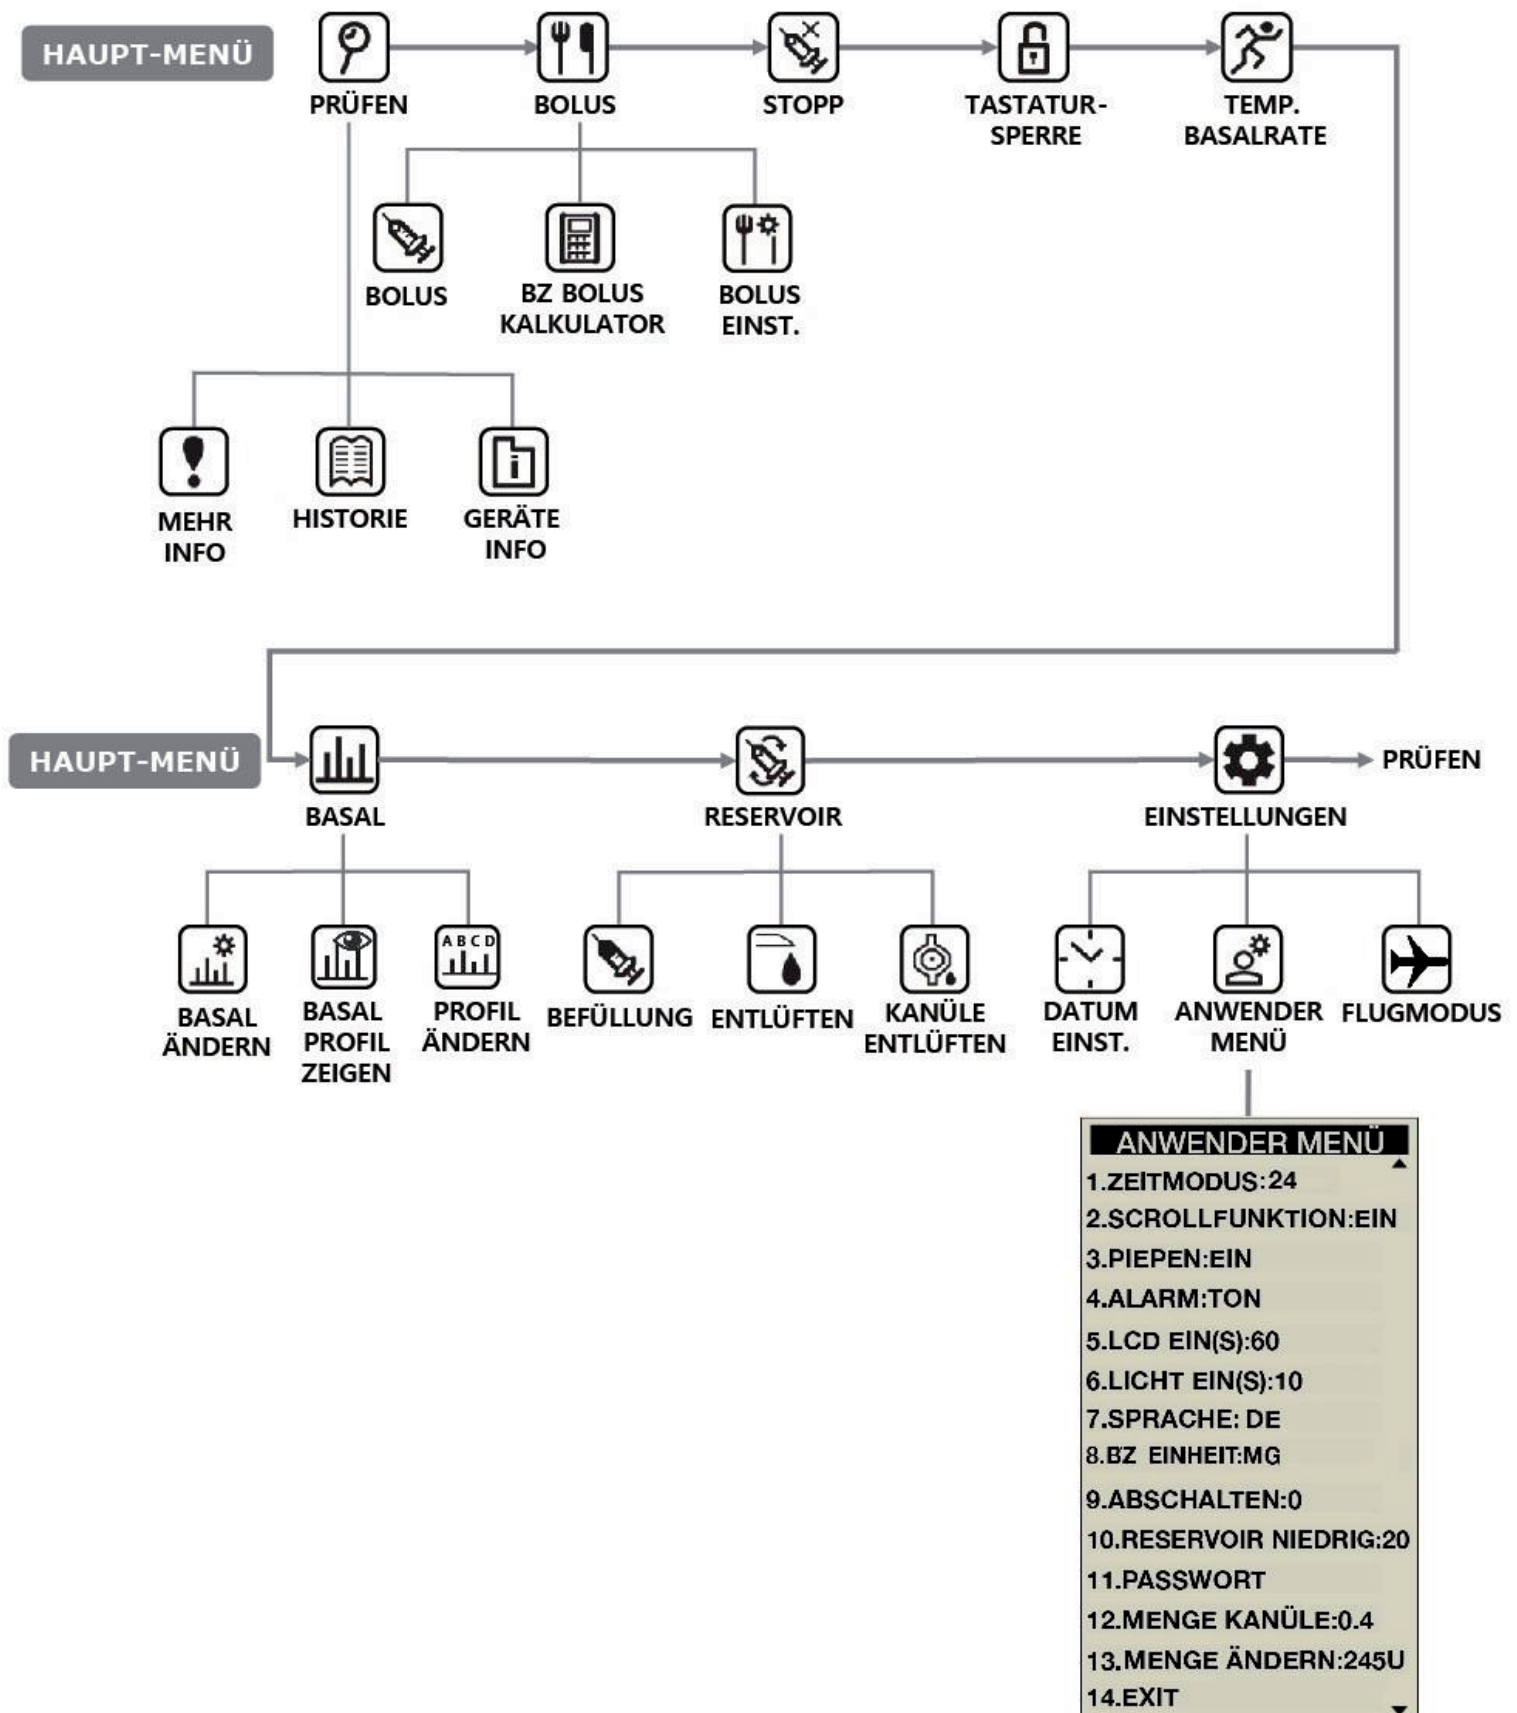 HAUPT-MENÜ
PRÜFEN
BOLUS
STOPP
TASTATUR-
SPERRE
TEMP.
BASALRATE
BOLUS
BZ BOLUS
KALKULATOR
BOLUS
EINST.
MEHR
INFO
HISTORIE
GERÄTE
INFO
HAUPT-MENÜ
BASAL
RESERVOIR
EINSTELLUNGEN
PRÜFEN
BASAL
ÄNDERN
BASAL
PROFIL
ZEIGEN
A B C D
PROFIL
ÄNDERN
BEFÜLLUNG
ENTLÜFTEN
KANÜLE
ENTLÜFTEN
DATUM
EINST.
ANWENDER
MENÜ
FLUGMODUS
ANWENDER MENÜ
1.ZEITMODUS:24
2.SCROLLFUNKTION:EIN
3.PIEPEN:EIN
4.ALARM:TON
5.LCD EIN(S):60
6.LICHT EIN(S):10
7.SPRACHE: DE
8.BZ EINHEIT:MG
9.ABSCHALTEN:0
10.RESERVOIR NIEDRIG:20
11.PASSWORT
12.MENGE KANÜLE:0.4
13.MENGE ÄNDERN:245U
14.EXIT